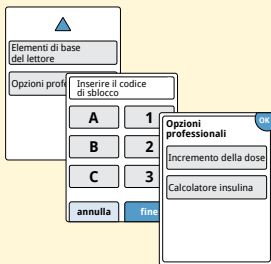 Elementi di base
del lettore
Opzioni
Inserire il codice
di sblocco
A
1
B
2
C
3
annulla
fine
Opzioni
professionali
OK
Incremento della dose
Calcolatore insulina